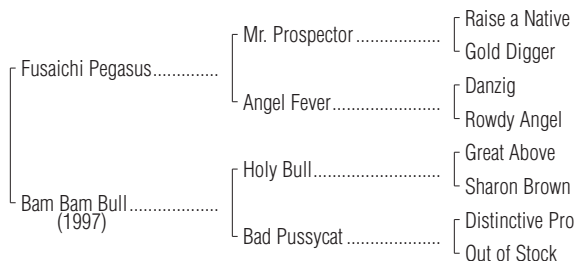 Raise a Native
Mr. Prospector ...................
Gold Digger
Fusaichi Pegasus..............
Danzig
Angel Fever........................
Rowdy Angel
Great Above
Holy Bull............................
Sharon Brown
Bam Bam Bull...................
(1997)
Distinctive Pro
Bad Pussycat.....................
Out of Stock